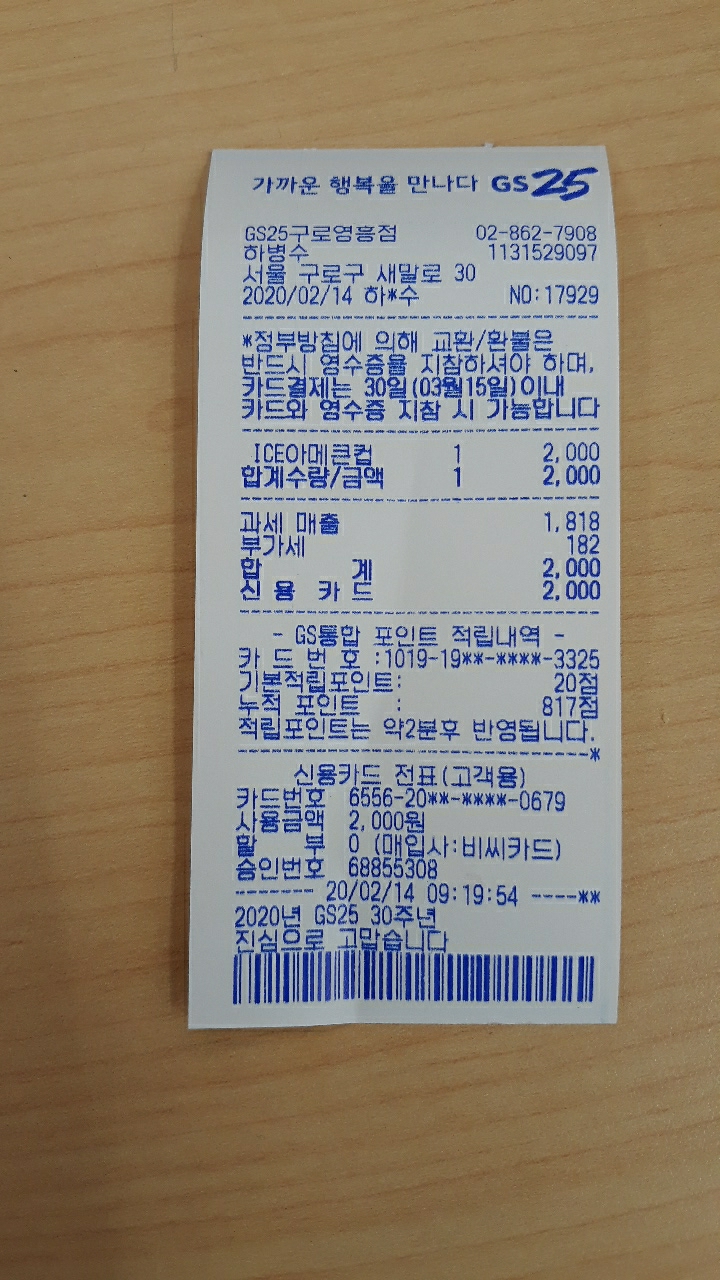 가까운 행복을 만나다 GS25
GS25구로영흥점 02-862-7908
하병수 1131529097
서울 구로구 새말로 30
2020/02/14 하*수 NO:17929
*정부방침에 의해 교환/환불은
반드시 영수증을 지참하셔야 하며,
카드결제는 30일(03월15일)이내
카드와 영수증 지참 시 가능합니다
ICE아메큰컵 1 2,000
합계수량/금액 1 2,000
과세 매출 1,818
부가세 182
합 계 2,000
신 용 카 드 2,000
- GS통합 포인트 적립내역 -
카 드 번 호 :1019-19**-****-3325
기본적립포인트: 20점
누적 포인트 : 817점
적립포인트는 약2분후 반영됩니다.
-----------------------------------*
신용카드 전표(고객용)
카드번호 6556-20**-****-0679
사용금액 2,000원
할 부 0 (매입사:비씨카드)
승인번호 68855308
------ 20/02/14 09:19:54 ----**
2020년 GS25 30주년
진심으로 고맙습니다